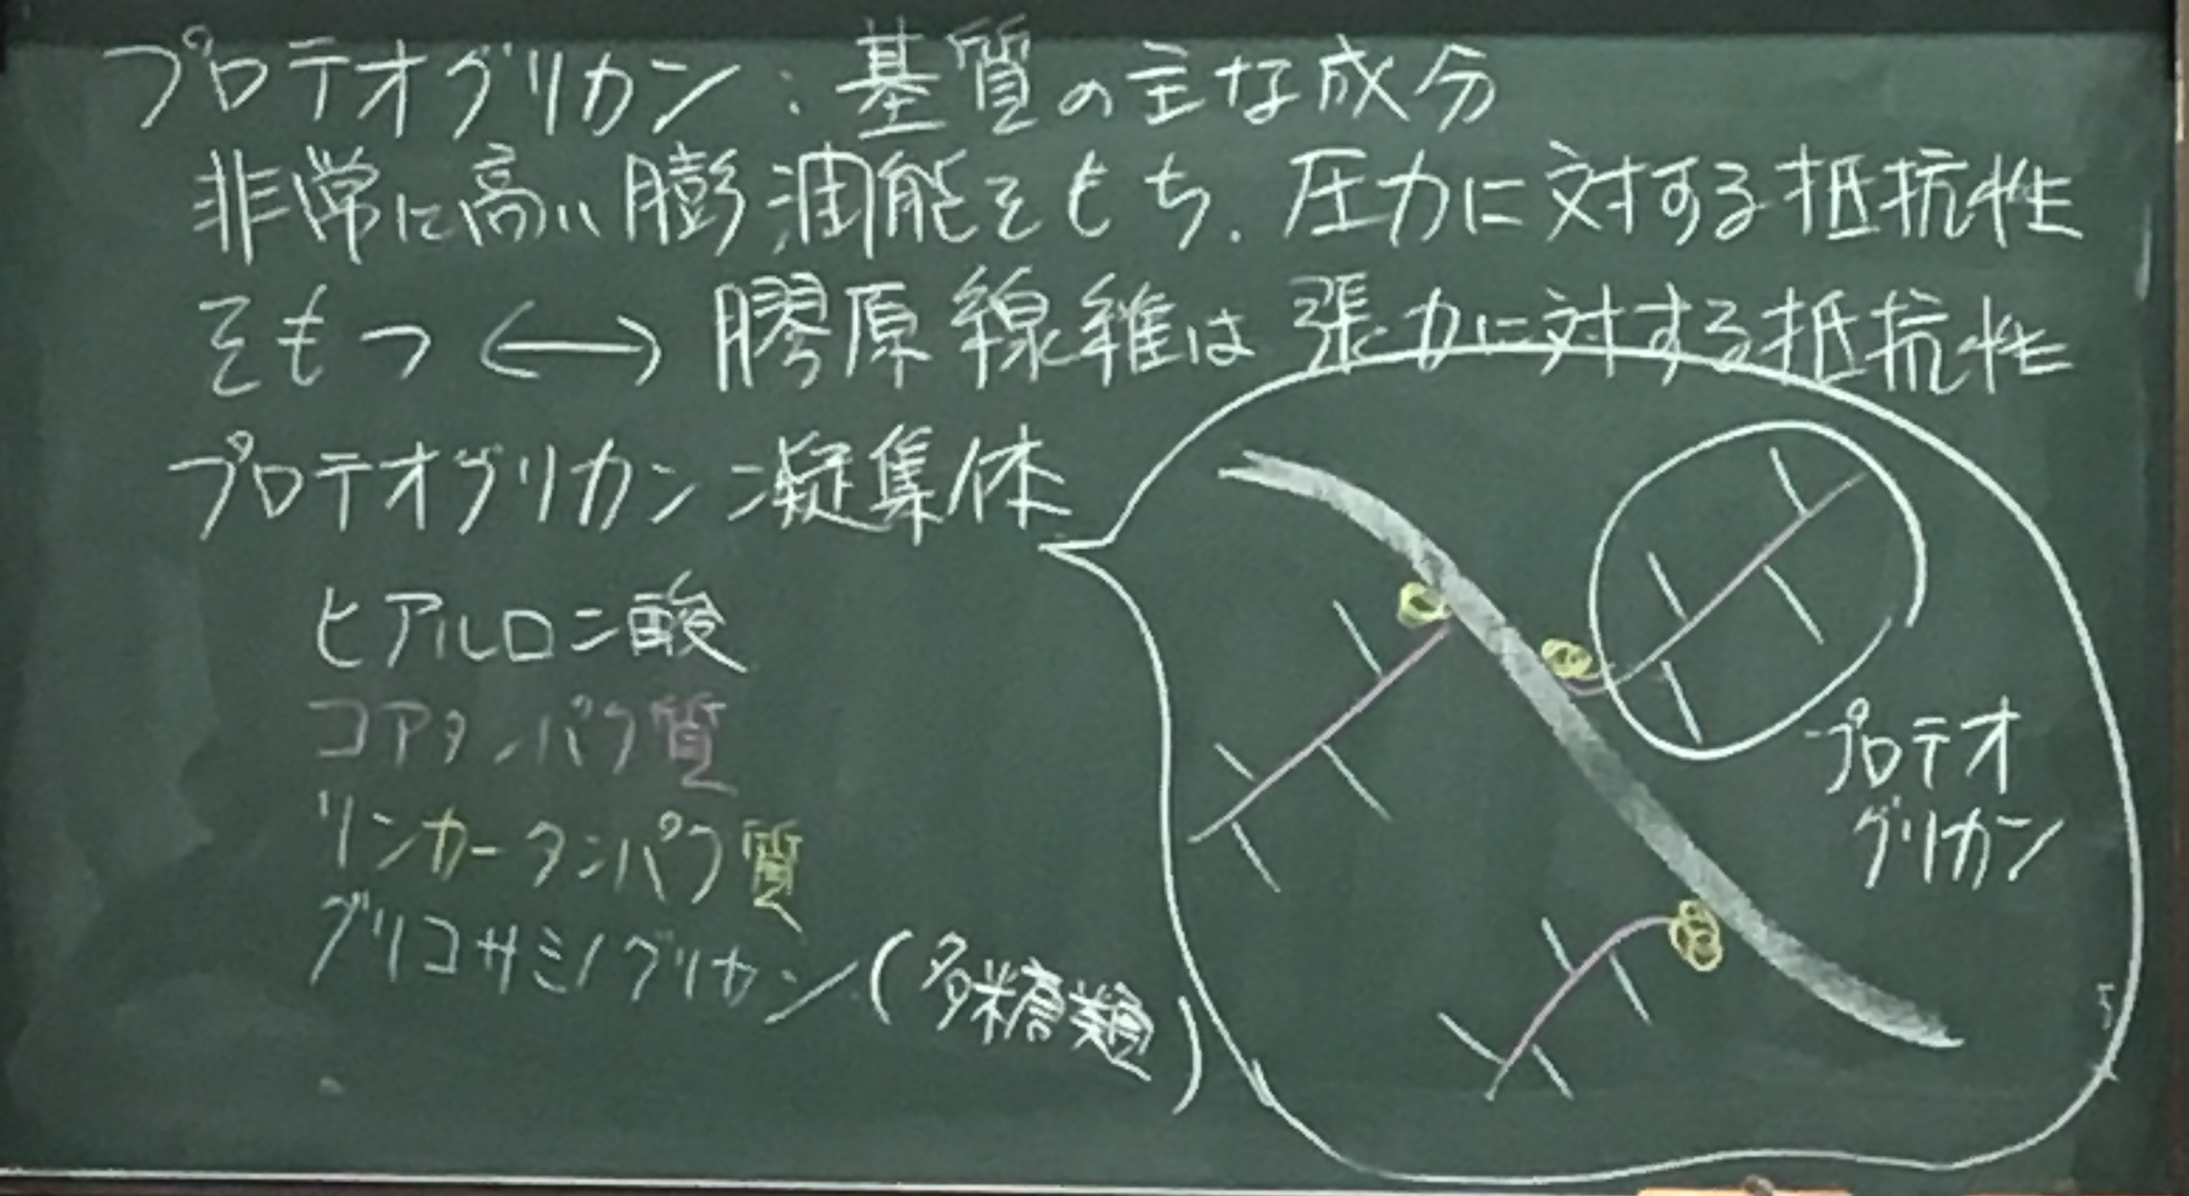 プロテオグリカン：基質の主な成分
非常に高い膨潤能をもち．圧力に対する抵抗性
をもつ ⟷ 膠原線維は張力に対する抵抗性
プロテオグリカン凝集体
ヒアルロン酸
コアタンパク質
リンカータンパク質
グリコサミノグリカン（多糖類）
プロテオ
グリカン